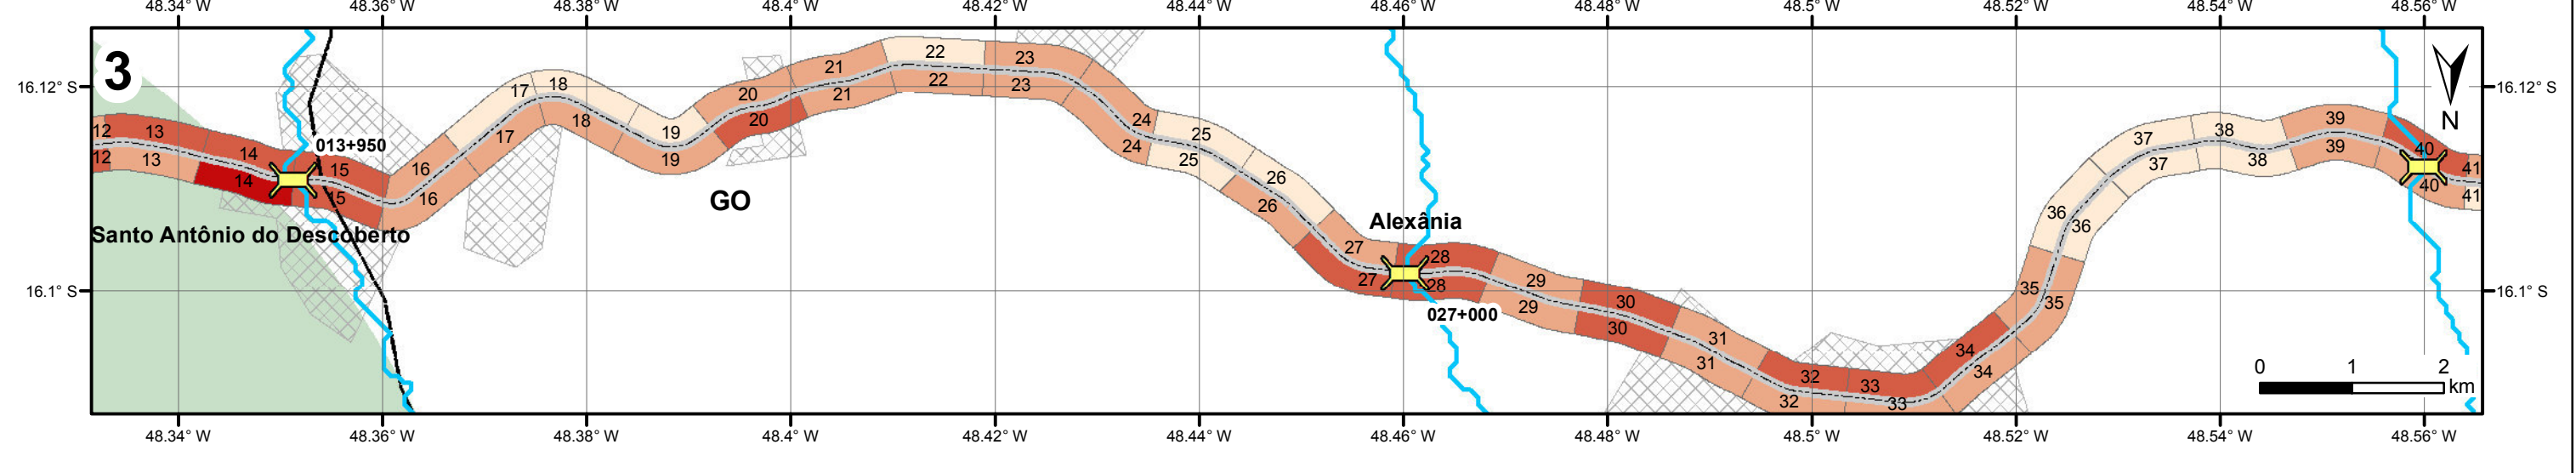 48.34° W 48.36° W 48.38° W 48.4° W 48.42° W 48.44° W 48.46° W 48.48° W 48.5° W 48.52° W 48.54° W 48.56° W
3
16.12° S 16.12° S
N
12 13 14 15 16 17 18 19 20 21 22 23 24 25 26 27 28 29 30 31 32 33 34 35 36 37 38 39 40 41
12 13 14 15 16 17 18 19 20 21 22 23 24 25 26 27 28 29 30 31 32 33 34 35 36 37 38 39 40 41
013+950
GO
Alexânia
Santo Antônio do Descoberto
16.1° S 16.1° S
027+000
0 1 2
km
48.34° W 48.36° W 48.38° W 48.4° W 48.42° W 48.44° W 48.46° W 48.48° W 48.5° W 48.52° W 48.54° W 48.56° W